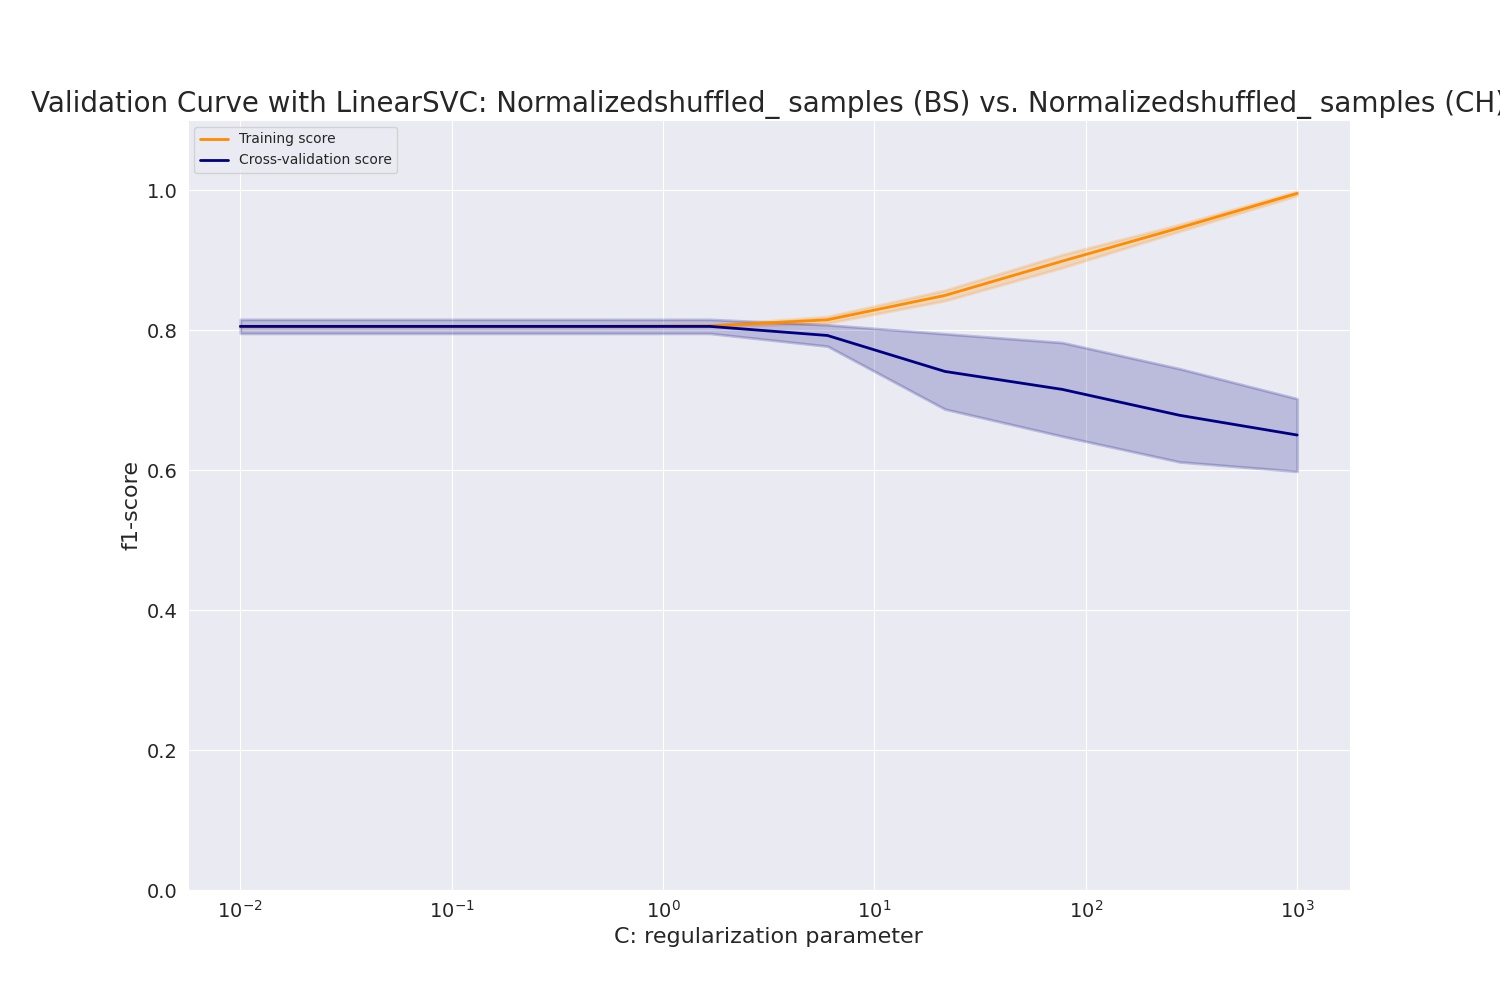 Validation Curve with LinearSVC: Normalizedshuffled_ samples (BS) vs. Normalizedshuffled_ samples (CH)
Training score
Cross-validation score
1.0
0.8
0.6
0.4
0.2
0.0
f1-score
10⁻² 10⁻¹ 10⁰ 10¹ 10² 10³
C: regularization parameter